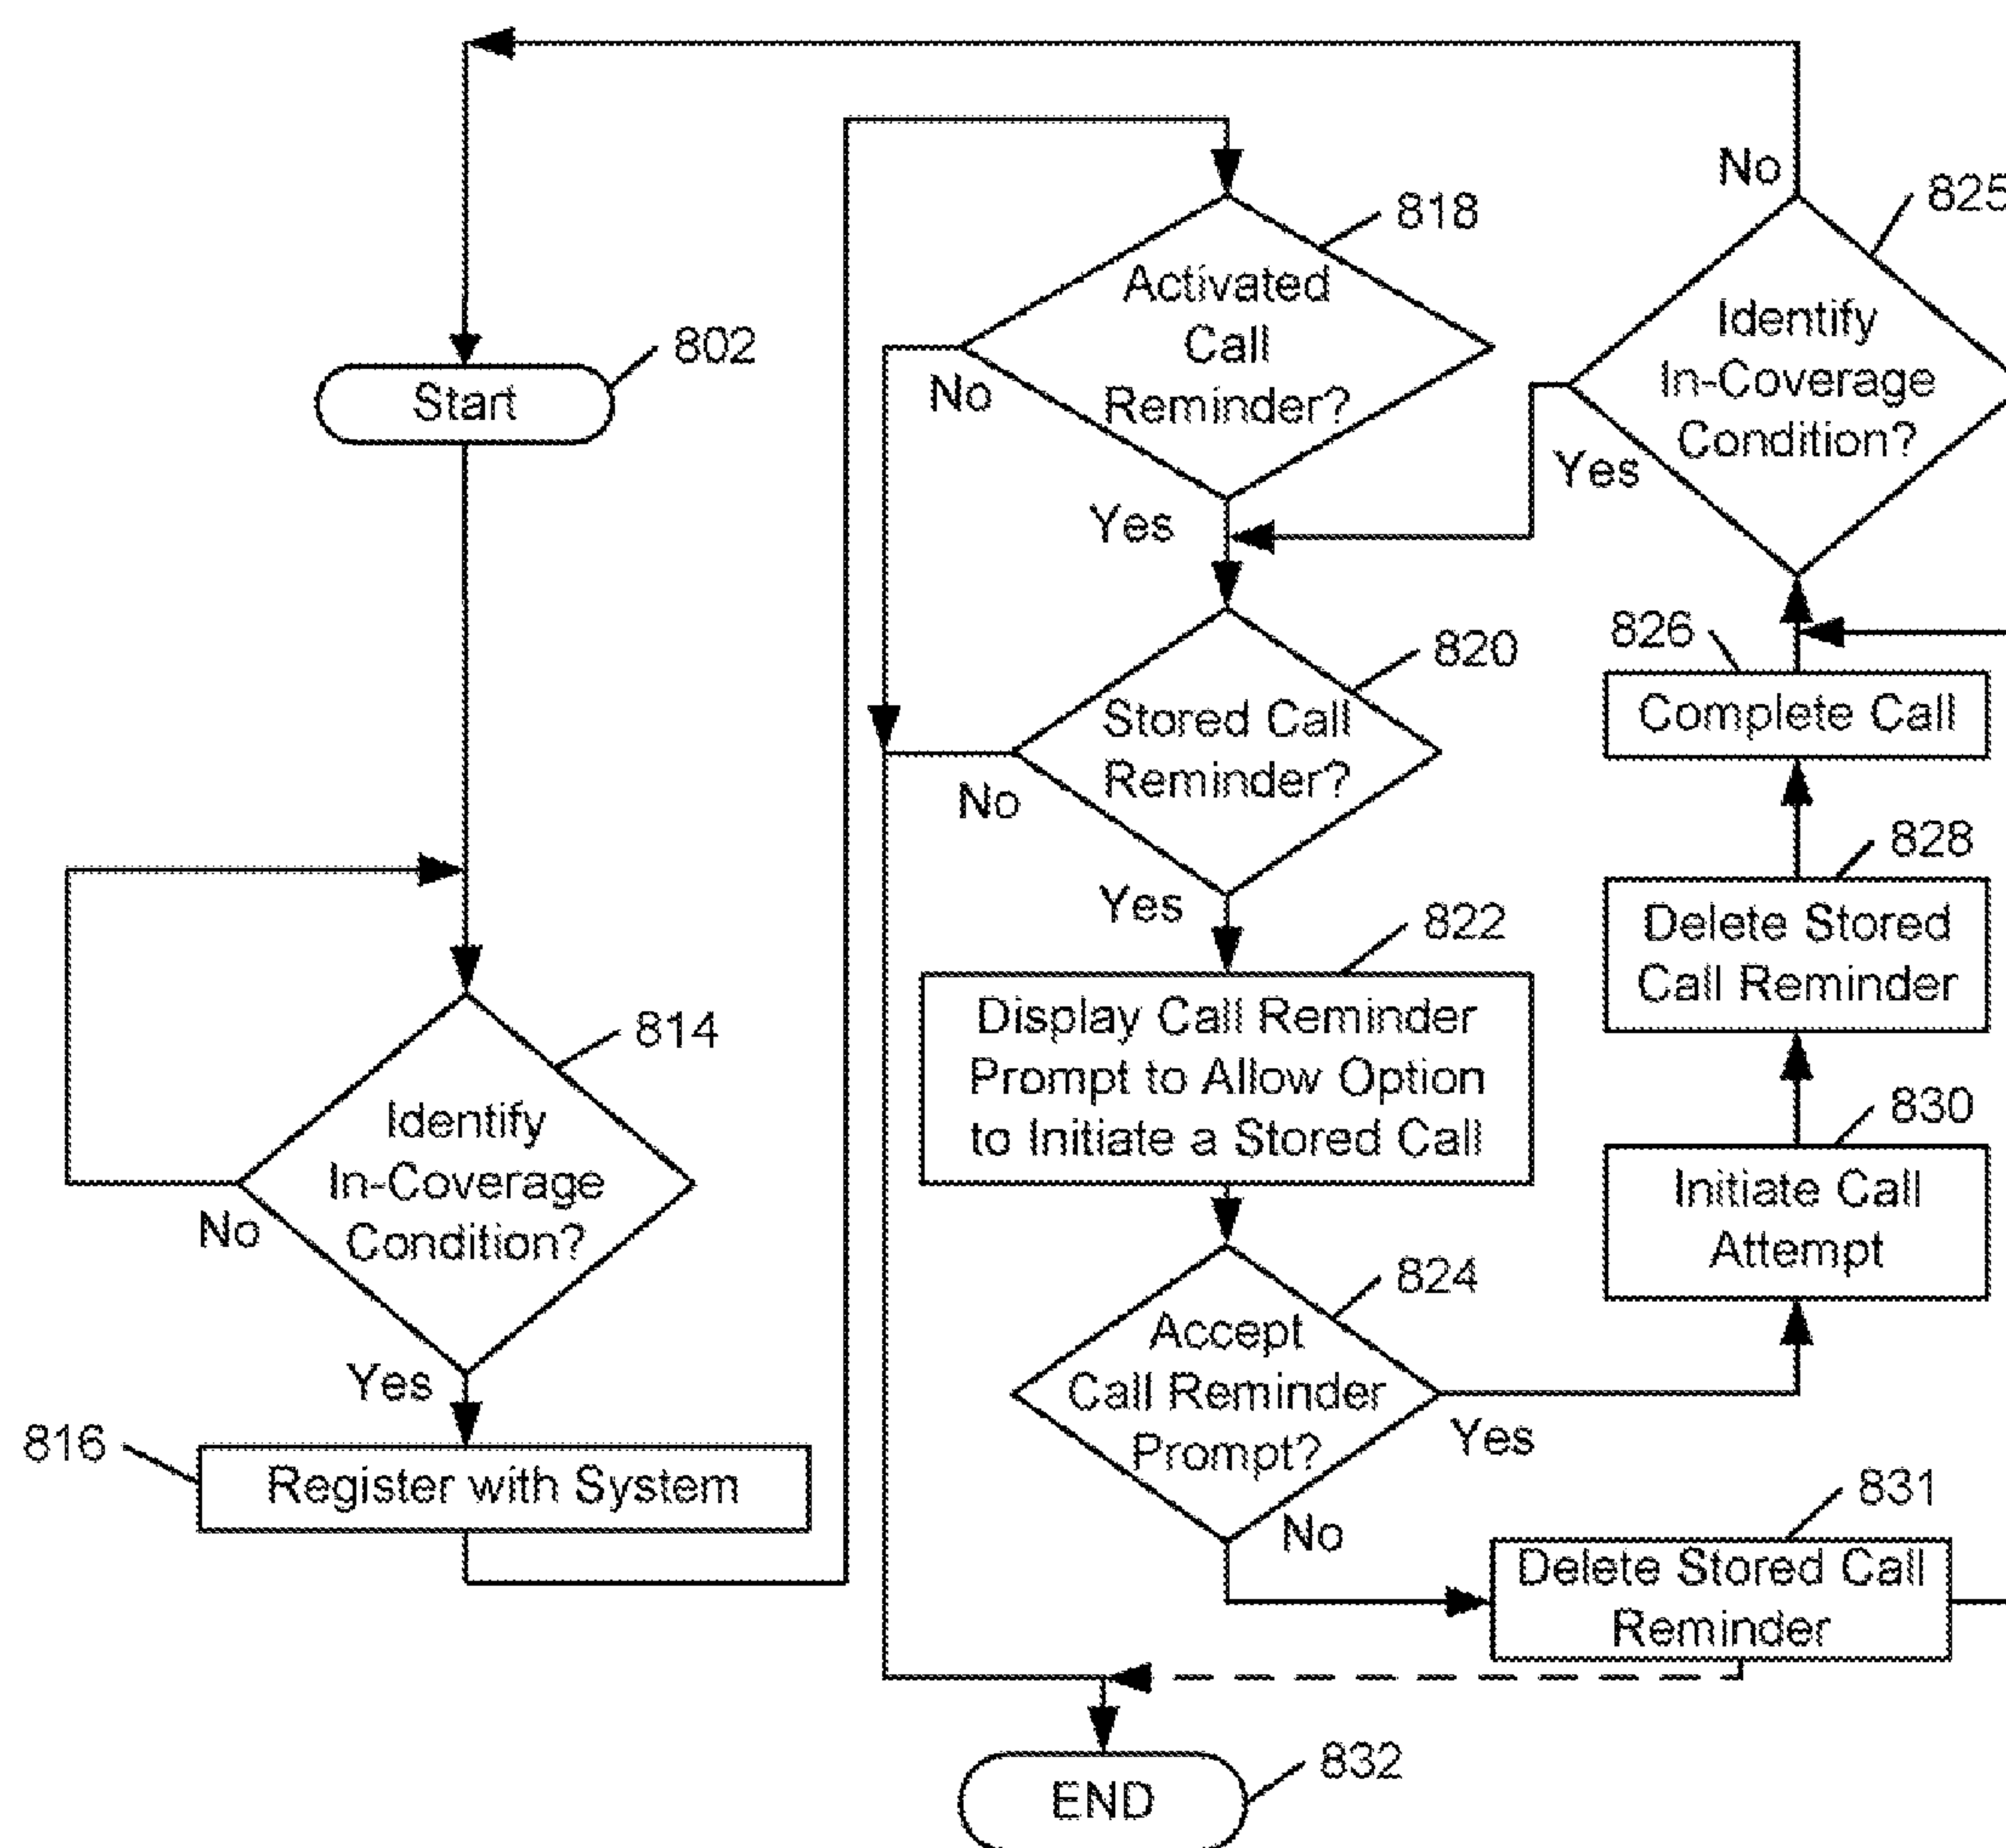 802
Start
814
Identify
In-Coverage
Condition?
No
Yes
816
Register with System
818
Activated
Call
Reminder?
No
Yes
820
Stored Call
Reminder?
No
Yes
822
Display Call Reminder
Prompt to Allow Option
to Initiate a Stored Call
824
Accept
Call Reminder
Prompt?
Yes
No
831
Delete Stored Call
Reminder
830
Initiate Call
Attempt
828
Delete Stored
Call Reminder
826
Complete Call
825
Identify
In-Coverage
Condition?
No
Yes
832
END